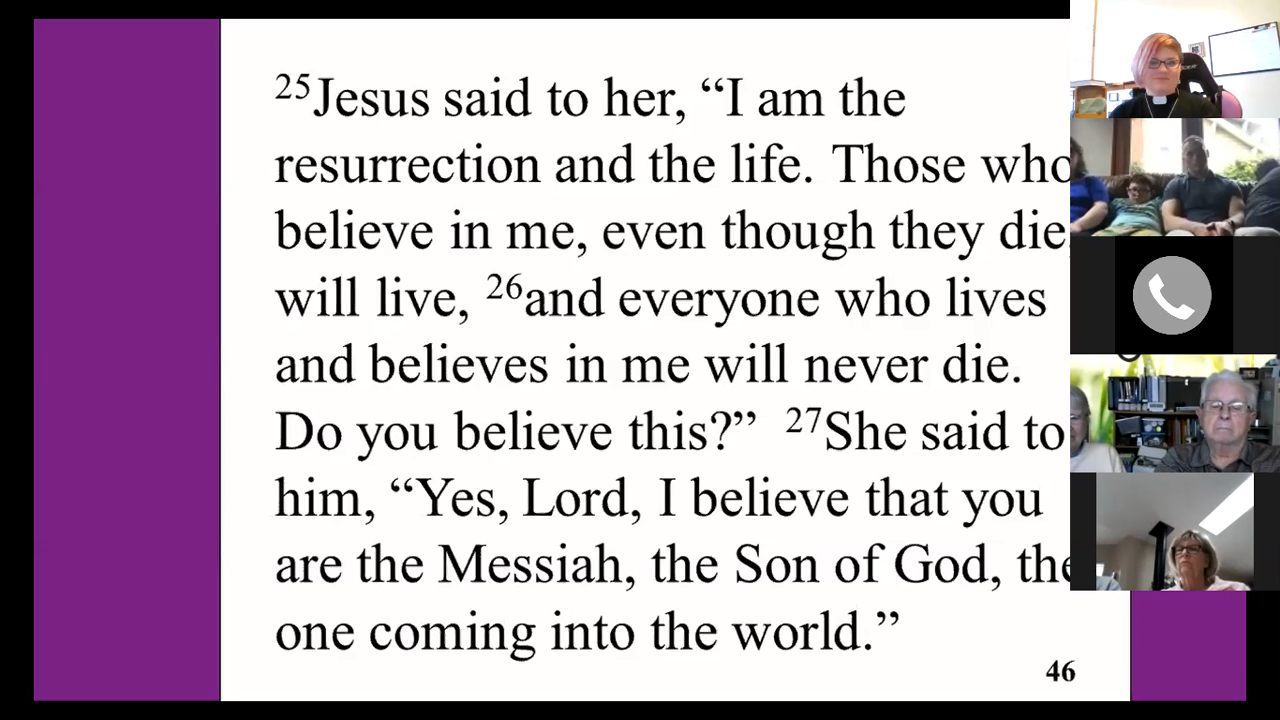 ²⁵Jesus said to her, “I am the
resurrection and the life. Those who
believe in me, even though they die,
will live, ²⁶and everyone who lives
and believes in me will never die.
Do you believe this?” ²⁷She said to
him, “Yes, Lord, I believe that you
are the Messiah, the Son of God, the
one coming into the world.”
46